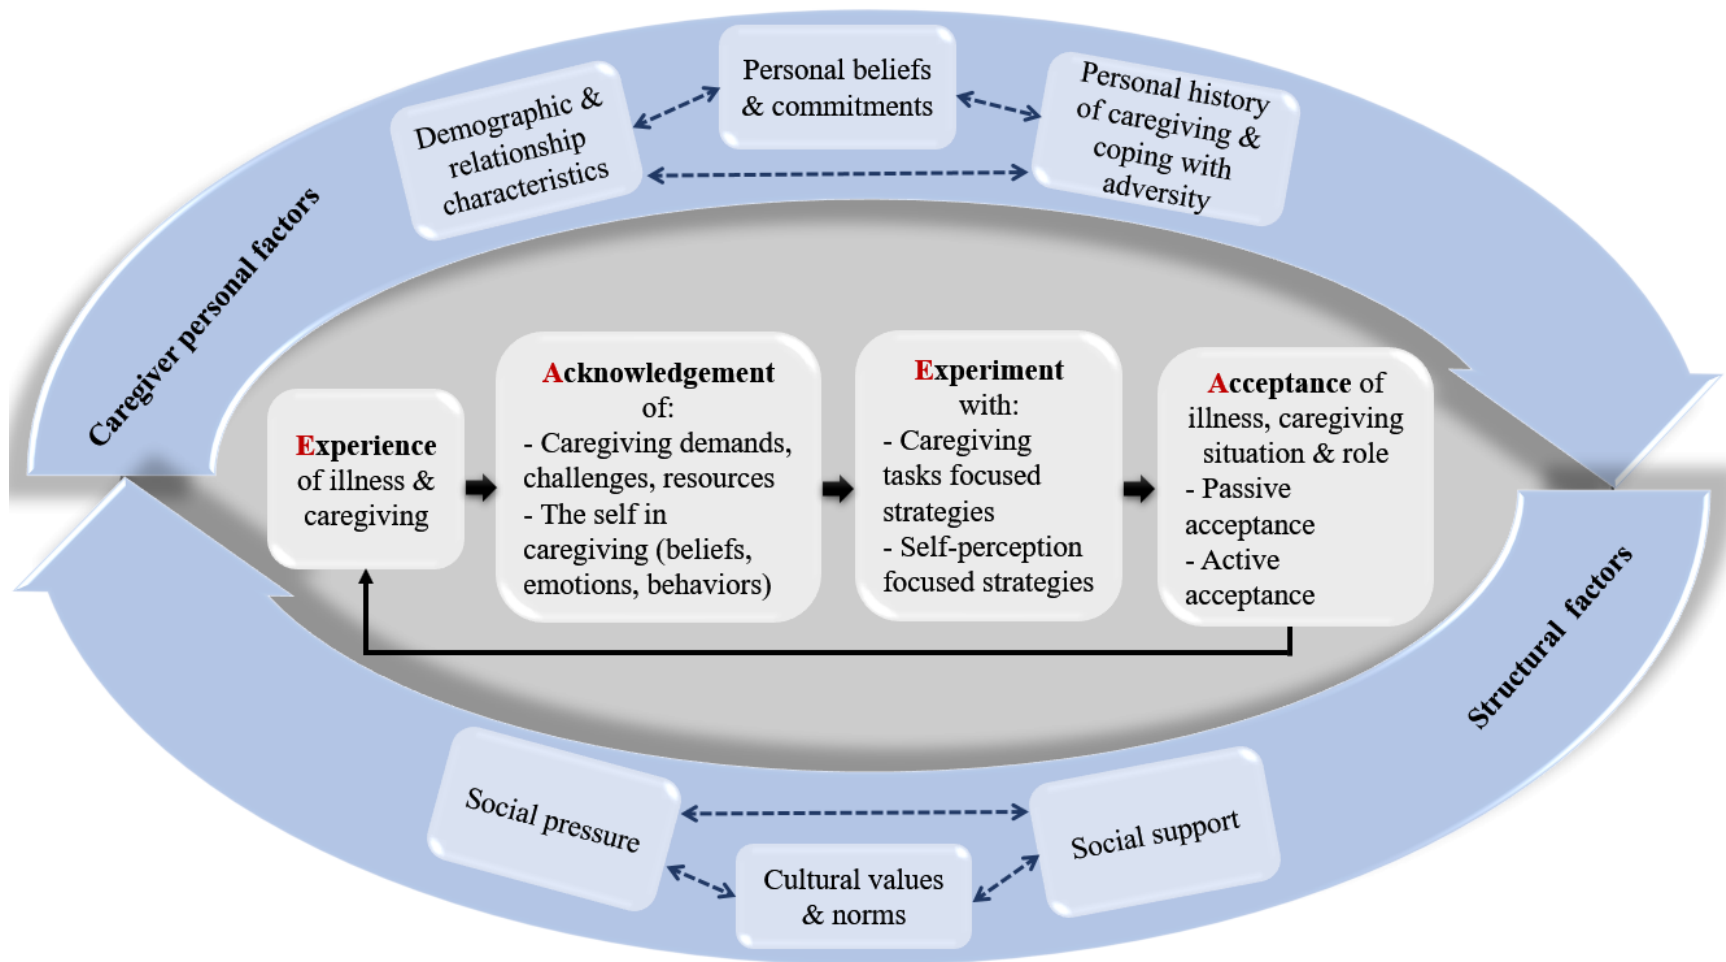 Personal beliefs
& commitments
Demographic &
relationship
characteristics
Personal history
of caregiving &
coping with
adversity
Caregiver personal factors
Experience
of illness &
caregiving
Acknowledgement
of:
- Caregiving demands,
challenges, resources
- The self in
caregiving (beliefs,
emotions, behaviors)
Experiment
with:
- Caregiving
tasks focused
strategies
- Self-perception
focused strategies
Acceptance of
illness, caregiving
situation & role
- Passive
acceptance
- Active
acceptance
Structural factors
Social pressure
Cultural values
& norms
Social support